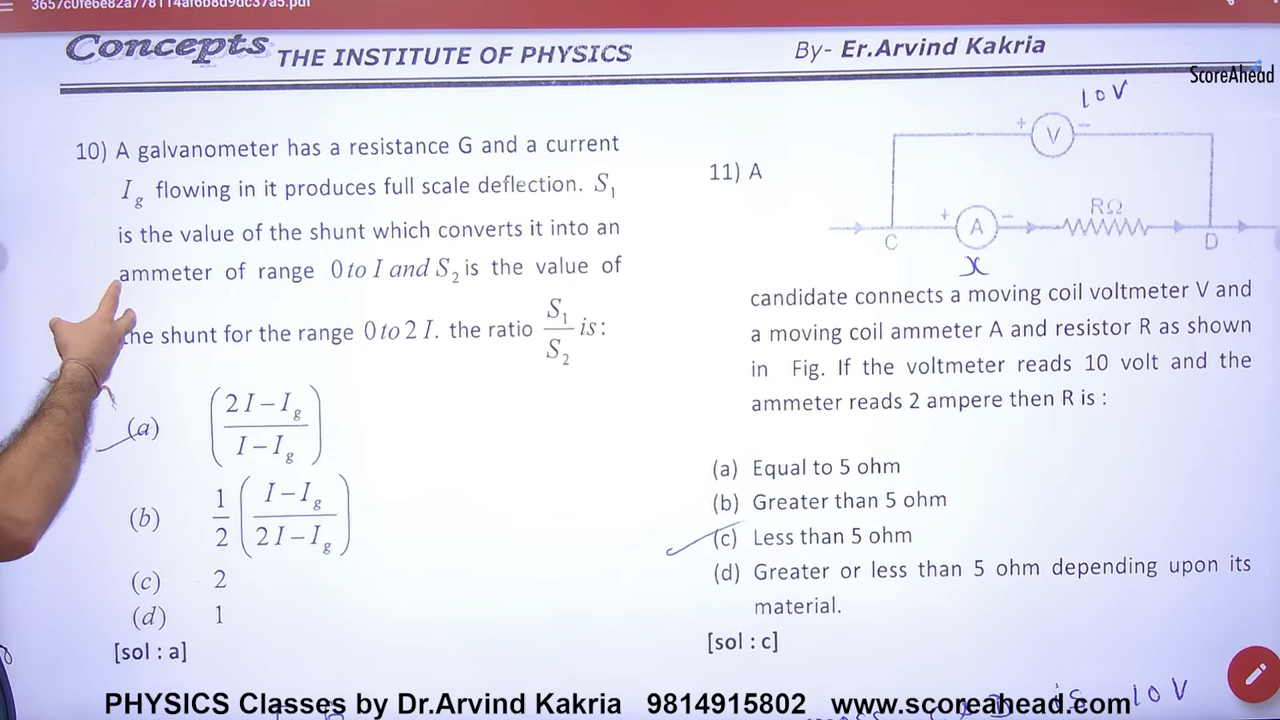 3657c0fe6e82a778114af6b8d9dc37a5.pdf
Concepts THE INSTITUTE OF PHYSICS
By- Er.Arvind Kakria
ScoreAhead
10) A galvanometer has a resistance G and a current
I_g flowing in it produces full scale deflection. S_1
is the value of the shunt which converts it into an
ammeter of range 0 to I and S_2 is the value of
the shunt for the range 0 to 2 I. the ratio S_1/S_2 is:
(a) ((2 I - I_g)/(I - I_g))
(b) 1/2 ((I - I_g)/(2 I - I_g))
(c) 2
(d) 1
[sol : a]
10 V
+ V -
11) A
+ A - RΩ
C D
x
candidate connects a moving coil voltmeter V and
a moving coil ammeter A and resistor R as shown
in Fig. If the voltmeter reads 10 volt and the
ammeter reads 2 ampere then R is :
(a) Equal to 5 ohm
(b) Greater than 5 ohm
(c) Less than 5 ohm
(d) Greater or less than 5 ohm depending upon its
material.
[sol : c]
is 10 V
PHYSICS Classes by Dr.Arvind Kakria 9814915802 www.scoreahead.com